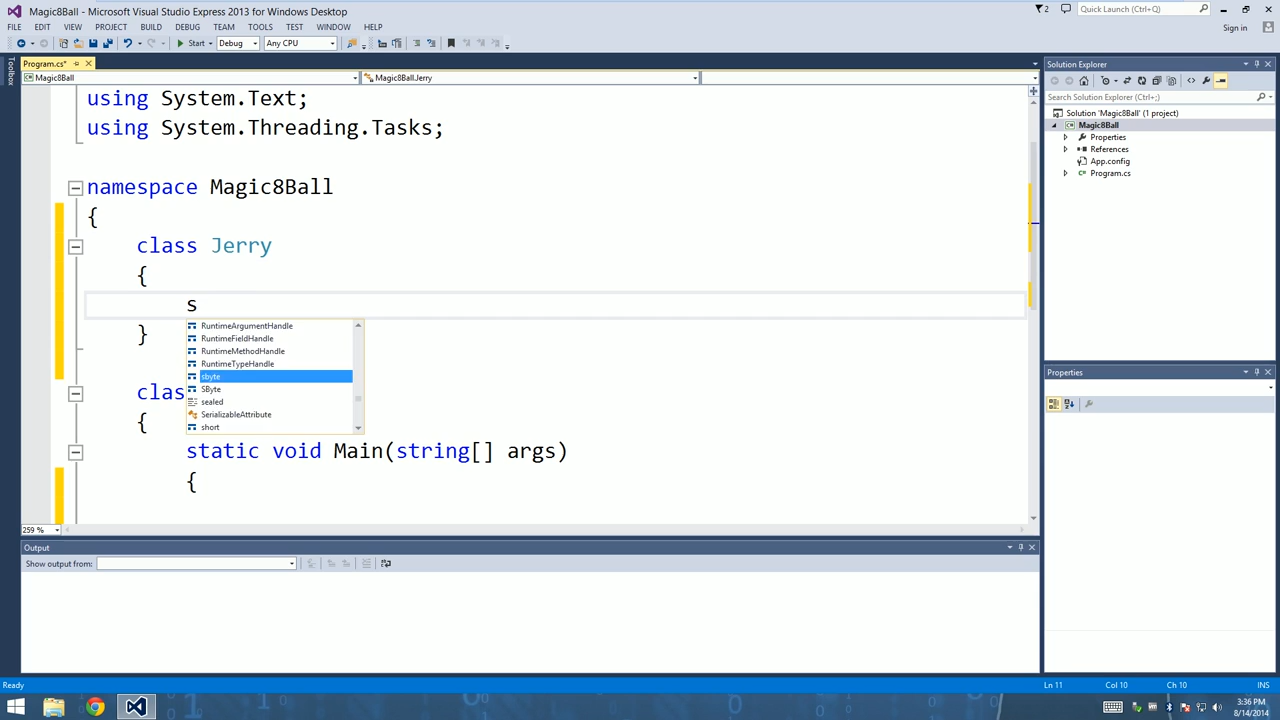 Magic8Ball - Microsoft Visual Studio Express 2013 for Windows Desktop
2
Quick Launch (Ctrl+Q)
FILE EDIT VIEW PROJECT BUILD DEBUG TEAM TOOLS TEST WINDOW HELP
Sign in
Start Debug Any CPU
Toolbox
Program.cs*
Magic8Ball
Magic8Ball.Jerry
using System.Text;
using System.Threading.Tasks;
namespace Magic8Ball
{
class Jerry
{
s
RuntimeArgumentHandle
RuntimeFieldHandle
RuntimeMethodHandle
RuntimeTypeHandle
sbyte
SByte
sealed
SerializableAttribute
short
}
clas
{
static void Main(string[] args)
{
259 %
Output
Show output from:
Solution Explorer
Search Solution Explorer (Ctrl+;)
Solution 'Magic8Ball' (1 project)
Magic8Ball
Properties
References
App.config
Program.cs
Properties
Ready
Ln 11
Col 10
Ch 10
INS
3:36 PM
8/14/2014